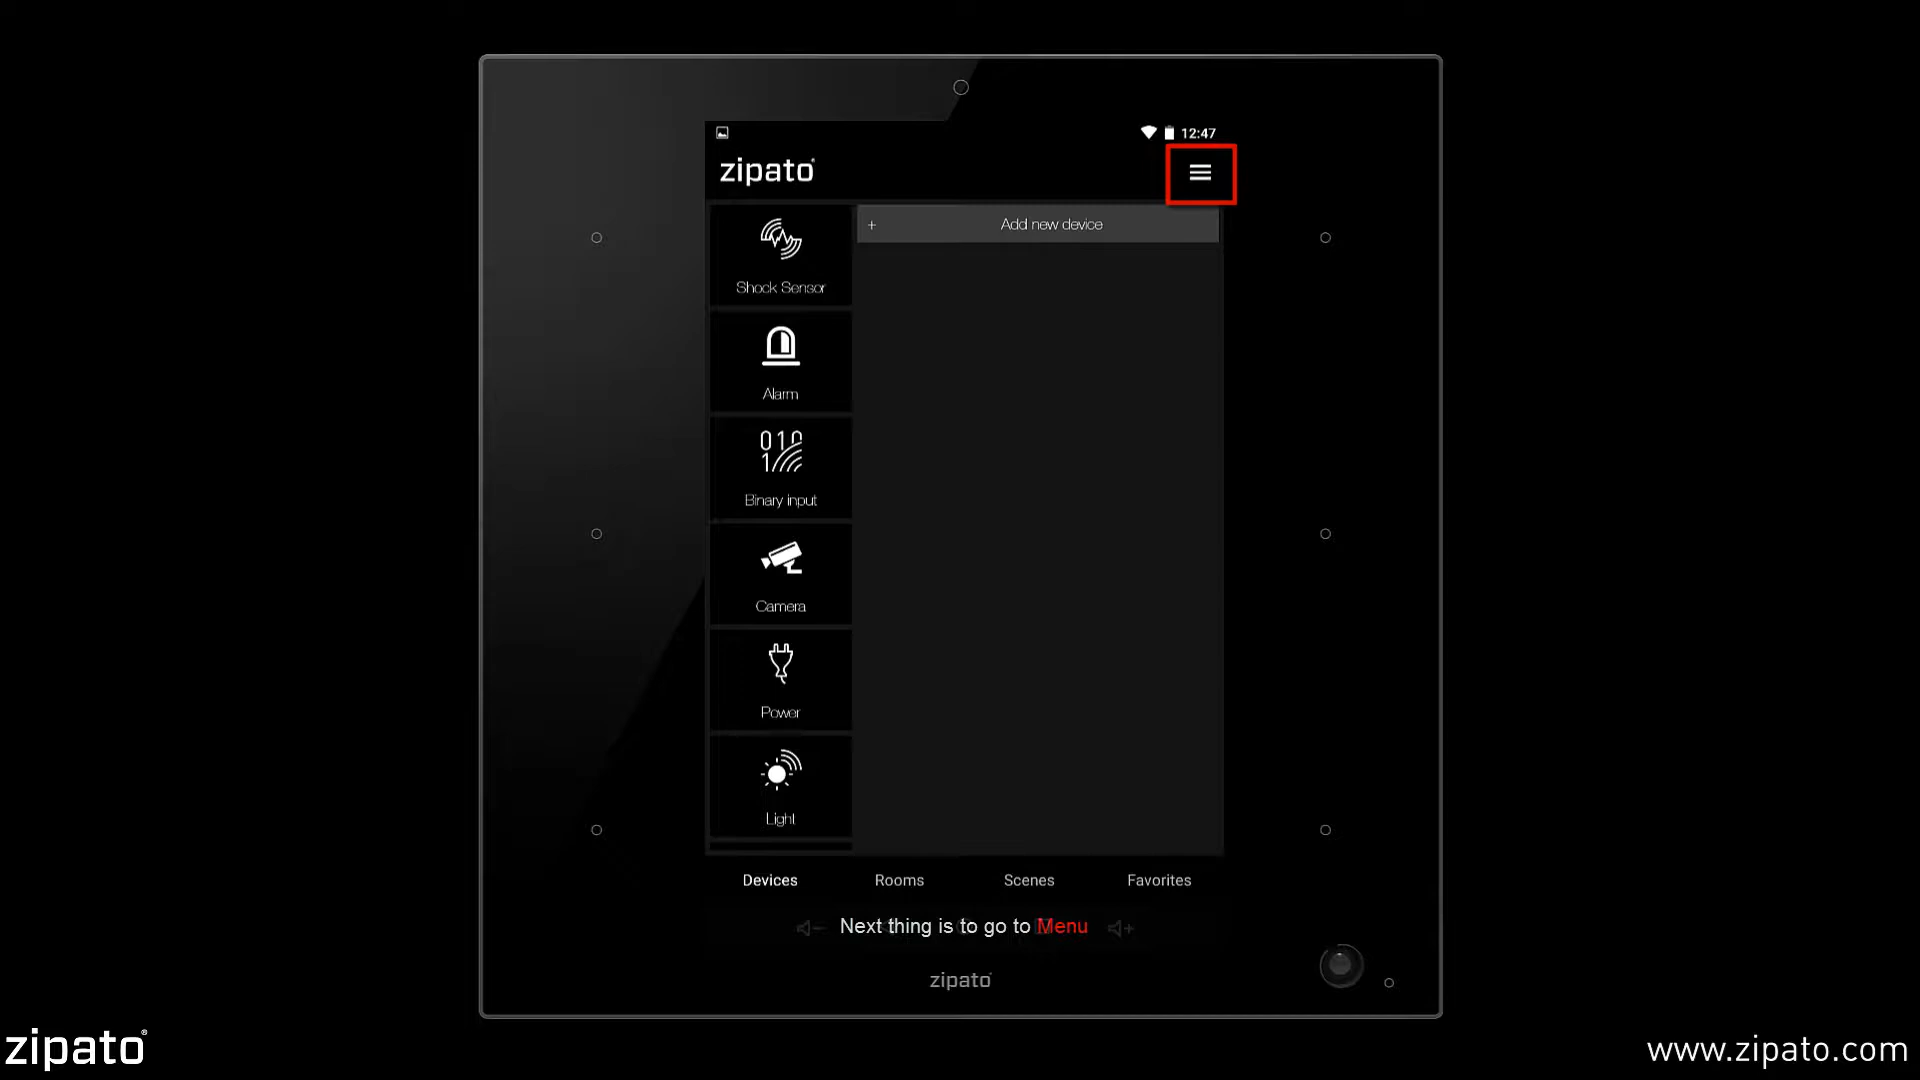 12:47
zipato
+ Add new device
Shock Sensor
Alarm
Binary input
Camera
Power
Light
Devices Rooms Scenes Favorites
Next thing is to go to Menu
zipato
zipato®
www.zipato.com